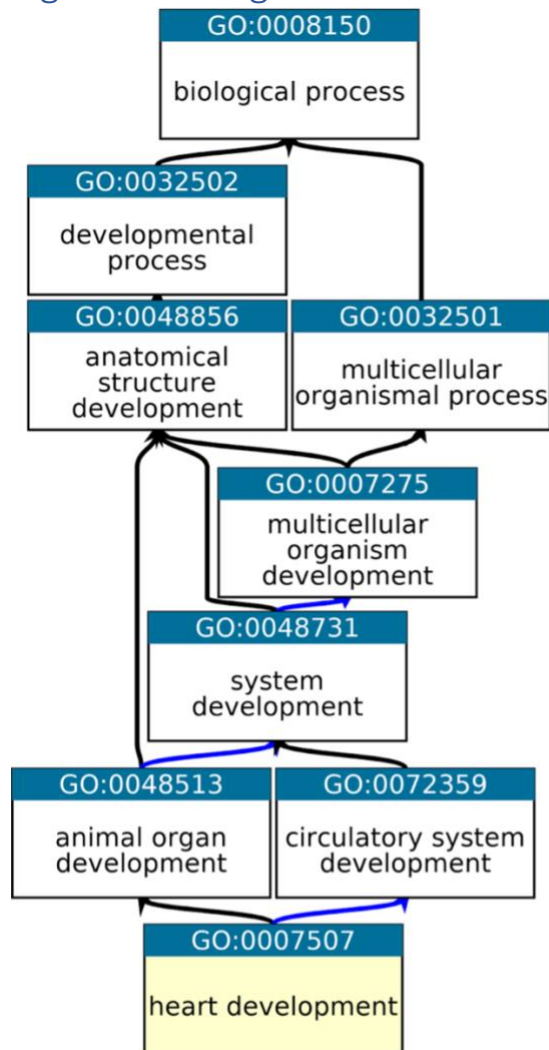 GO:0008150
biological process
GO:0032502
developmental
process
GO:0048856
anatomical
structure
development
GO:0032501
multicellular
organismal process
GO:0007275
multicellular
organism
development
GO:0048731
system
development
GO:0048513
animal organ
development
GO:0072359
circulatory system
development
GO:0007507
heart development